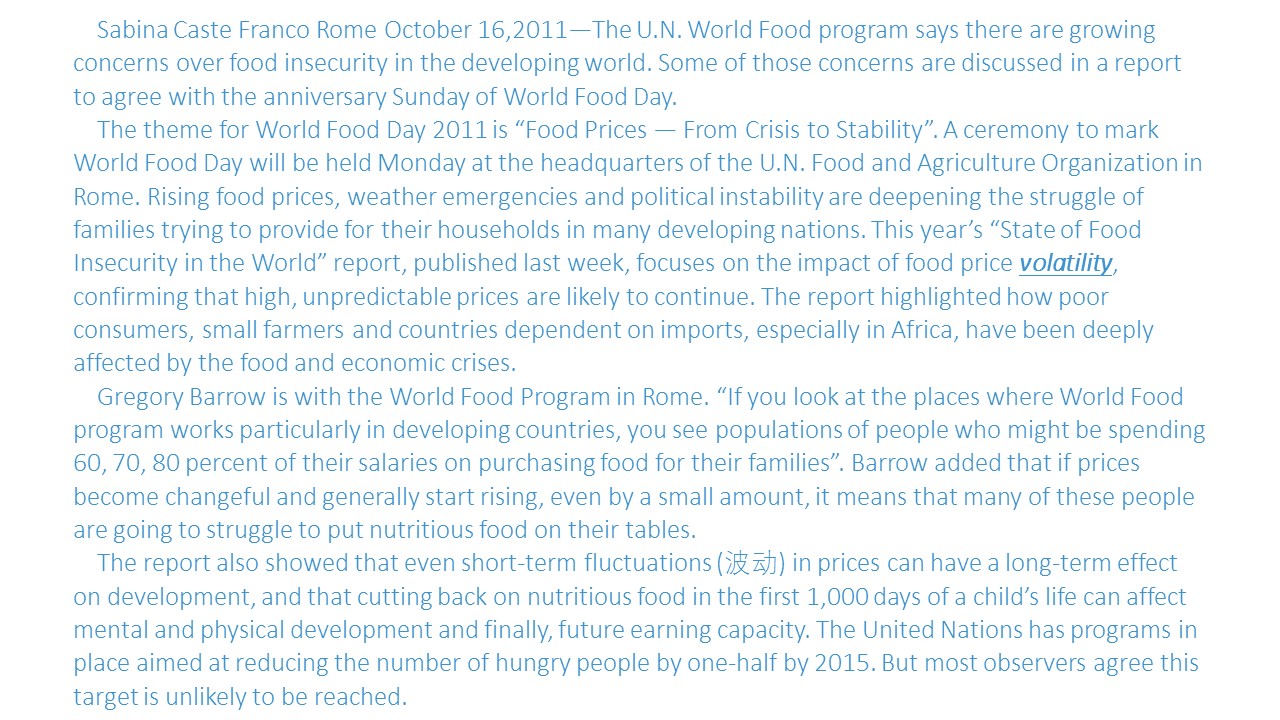 Sabina Caste Franco Rome October 16,2011—The U.N. World Food program says there are growing
concerns over food insecurity in the developing world. Some of those concerns are discussed in a report
to agree with the anniversary Sunday of World Food Day.
The theme for World Food Day 2011 is “Food Prices — From Crisis to Stability”. A ceremony to mark
World Food Day will be held Monday at the headquarters of the U.N. Food and Agriculture Organization in
Rome. Rising food prices, weather emergencies and political instability are deepening the struggle of
families trying to provide for their households in many developing nations. This year’s “State of Food
Insecurity in the World” report, published last week, focuses on the impact of food price volatility,
confirming that high, unpredictable prices are likely to continue. The report highlighted how poor
consumers, small farmers and countries dependent on imports, especially in Africa, have been deeply
affected by the food and economic crises.
Gregory Barrow is with the World Food Program in Rome. “If you look at the places where World Food
program works particularly in developing countries, you see populations of people who might be spending
60, 70, 80 percent of their salaries on purchasing food for their families”. Barrow added that if prices
become changeful and generally start rising, even by a small amount, it means that many of these people
are going to struggle to put nutritious food on their tables.
The report also showed that even short-term fluctuations (波动) in prices can have a long-term effect
on development, and that cutting back on nutritious food in the first 1,000 days of a child’s life can affect
mental and physical development and finally, future earning capacity. The United Nations has programs in
place aimed at reducing the number of hungry people by one-half by 2015. But most observers agree this
target is unlikely to be reached.